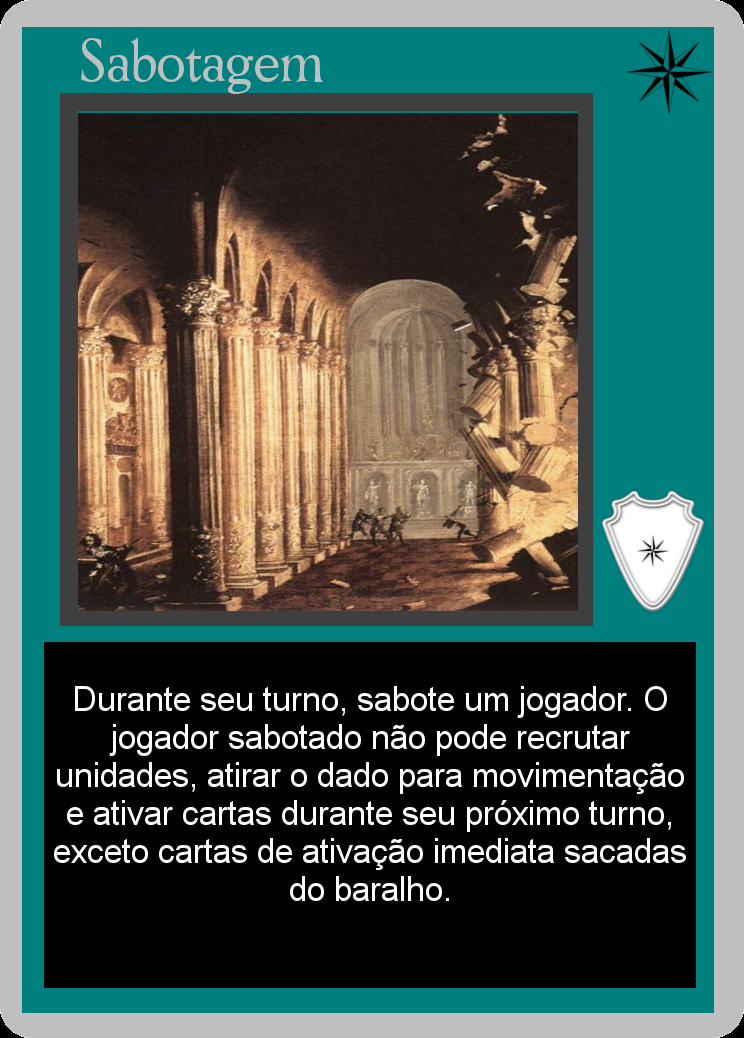 Sabotagem
Durante seu turno, sabote um jogador. O
jogador sabotado não pode recrutar
unidades, atirar o dado para movimentação
e ativar cartas durante seu próximo turno,
exceto cartas de ativação imediata sacadas
do baralho.